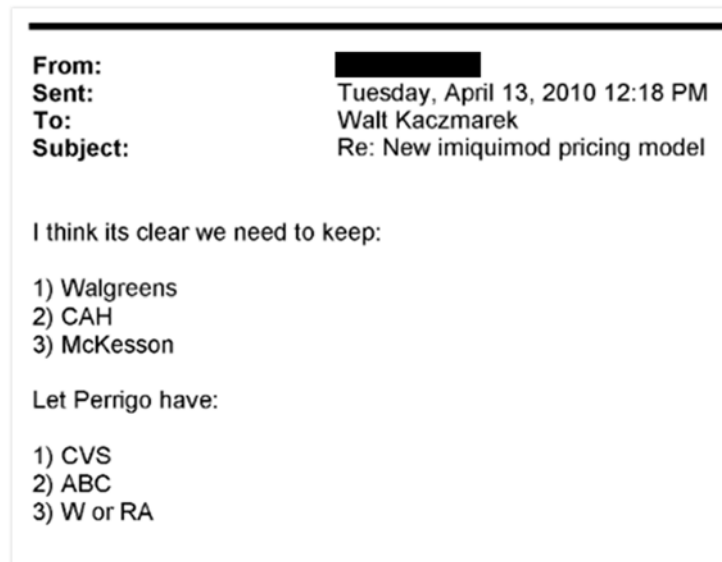 From:
Sent: Tuesday, April 13, 2010 12:18 PM
To: Walt Kaczmarek
Subject: Re: New imiquimod pricing model
I think its clear we need to keep:
1) Walgreens
2) CAH
3) McKesson
Let Perrigo have:
1) CVS
2) ABC
3) W or RA